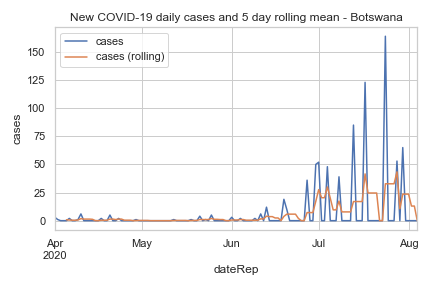 New COVID-19 daily cases and 5 day rolling mean - Botswana
cases
cases (rolling)
150
125
100
75
50
25
0
cases
Apr
2020
May
Jun
Jul
Aug
dateRep